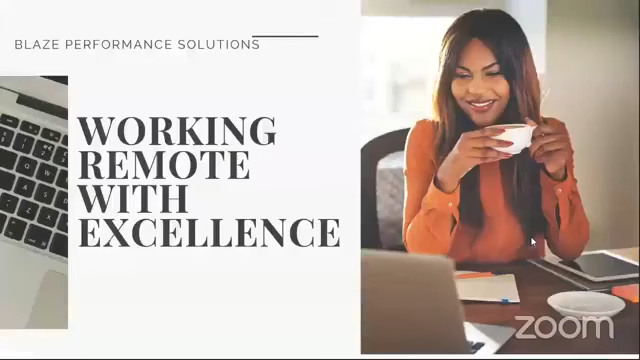 BLAZE PERFORMANCE SOLUTIONS
WORKING
REMOTE
WITH
EXCELLENCE
zoom